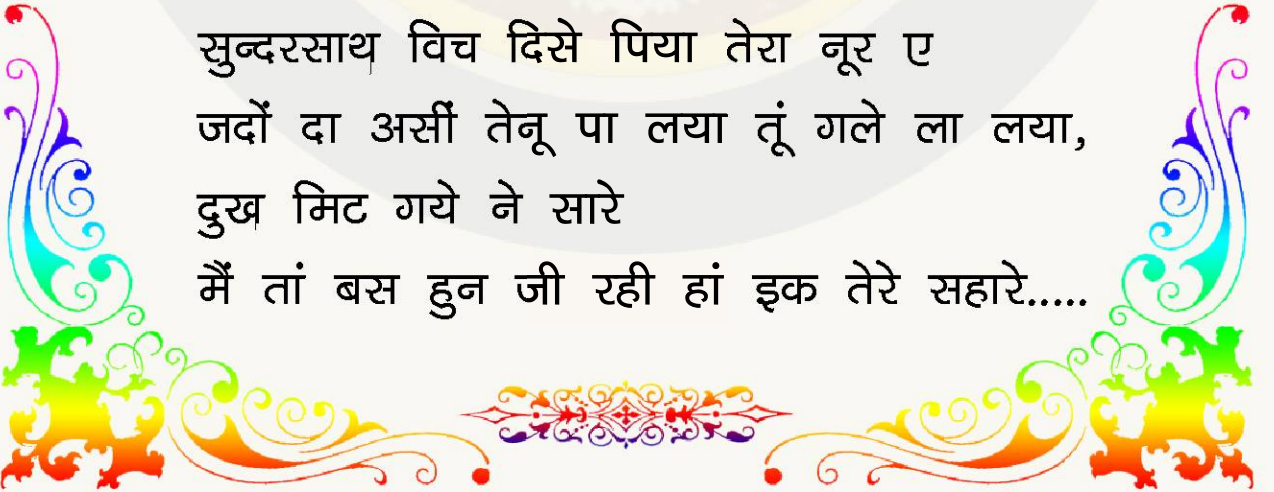 सुन्दरसाथ विच दिसे पिया तेरा नूर ए
जदों दा असीं तेनू पा लया तूं गले ला लया,
दुख मिट गये ने सारे
मैं तां बस हुन जी रही हां इक तेरे सहारे.....